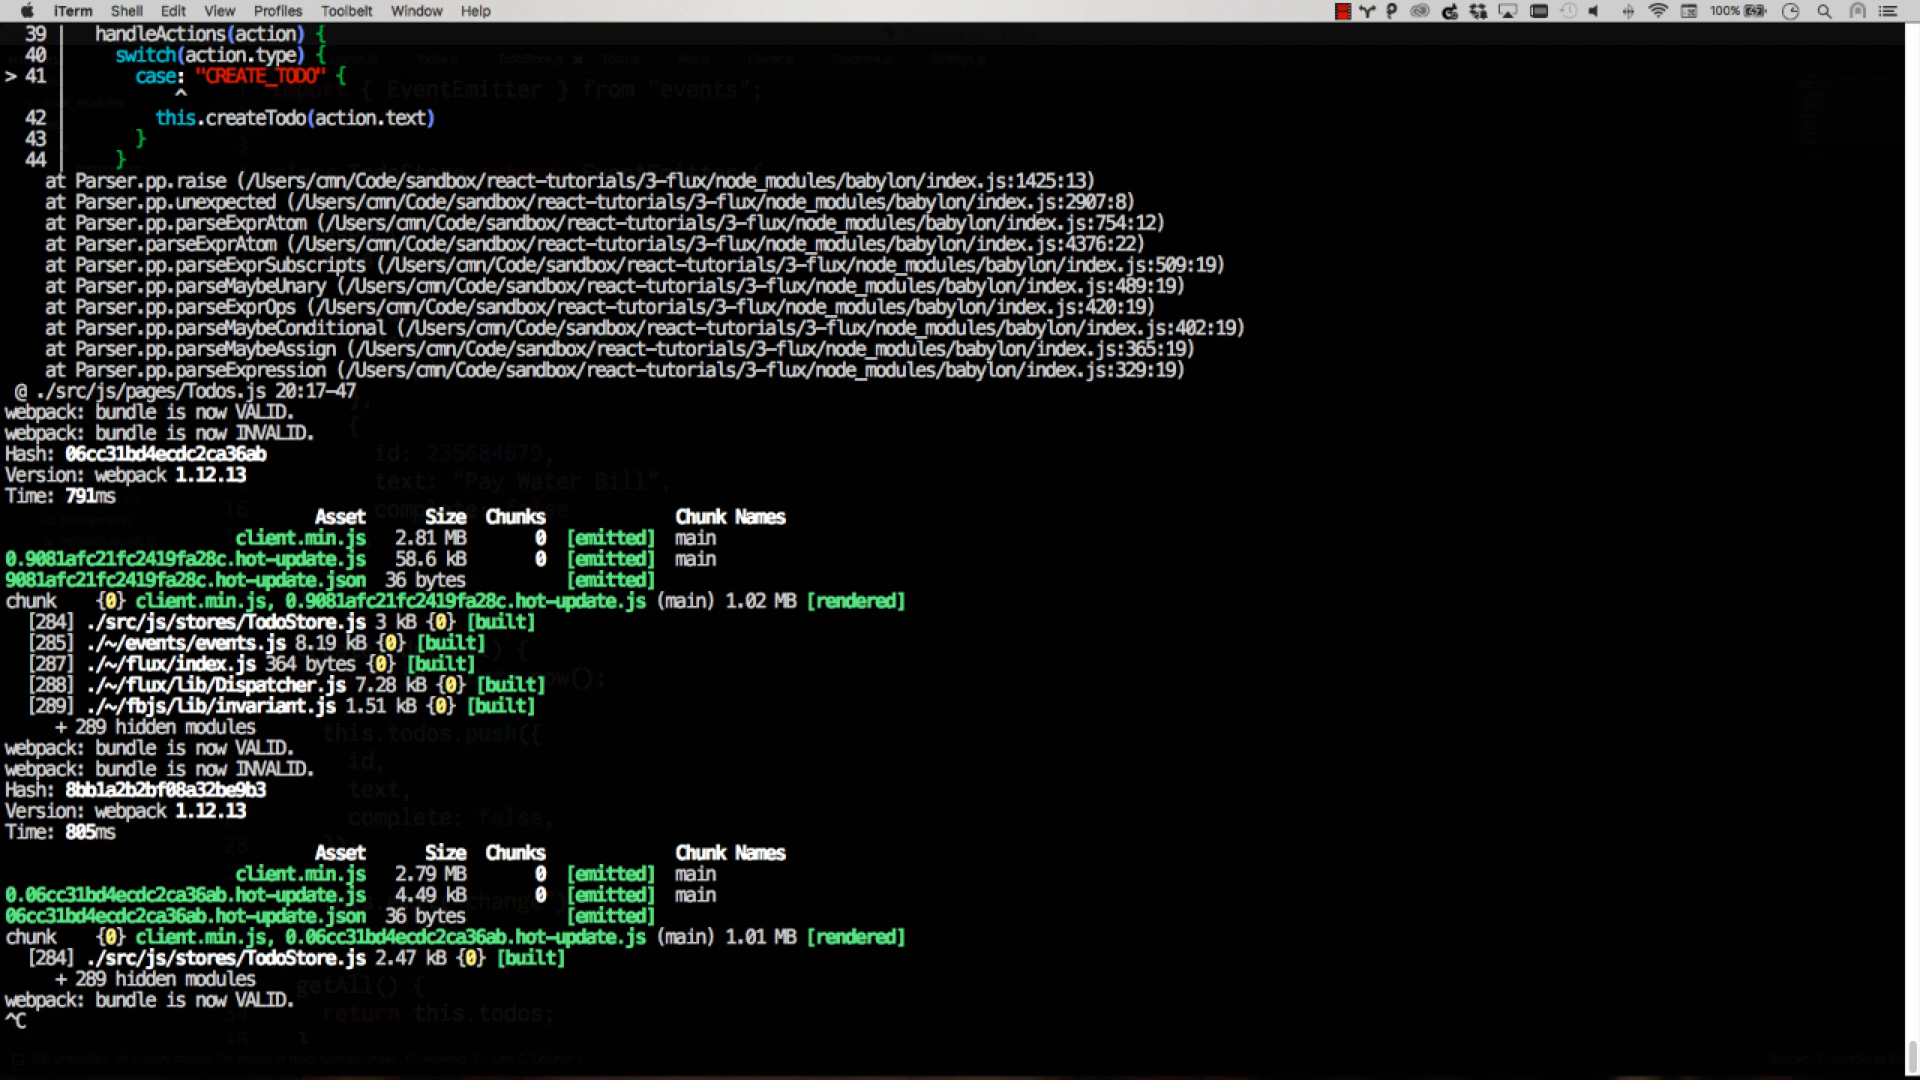 iTerm Shell Edit View Profiles Toolbelt Window Help 100%
39 | handleActions(action) {
40 | switch(action.type) {
> 41 | case: "CREATE_TODO" {
| ^
42 | this.createTodo(action.text)
43 | }
44 | }
at Parser.pp.raise (/Users/cmn/Code/sandbox/react-tutorials/3-flux/node_modules/babylon/index.js:1425:13)
at Parser.pp.unexpected (/Users/cmn/Code/sandbox/react-tutorials/3-flux/node_modules/babylon/index.js:2907:8)
at Parser.pp.parseExprAtom (/Users/cmn/Code/sandbox/react-tutorials/3-flux/node_modules/babylon/index.js:754:12)
at Parser.parseExprAtom (/Users/cmn/Code/sandbox/react-tutorials/3-flux/node_modules/babylon/index.js:4376:22)
at Parser.pp.parseExprSubscripts (/Users/cmn/Code/sandbox/react-tutorials/3-flux/node_modules/babylon/index.js:509:19)
at Parser.pp.parseMaybeUnary (/Users/cmn/Code/sandbox/react-tutorials/3-flux/node_modules/babylon/index.js:489:19)
at Parser.pp.parseExprOps (/Users/cmn/Code/sandbox/react-tutorials/3-flux/node_modules/babylon/index.js:420:19)
at Parser.pp.parseMaybeConditional (/Users/cmn/Code/sandbox/react-tutorials/3-flux/node_modules/babylon/index.js:402:19)
at Parser.pp.parseMaybeAssign (/Users/cmn/Code/sandbox/react-tutorials/3-flux/node_modules/babylon/index.js:365:19)
at Parser.pp.parseExpression (/Users/cmn/Code/sandbox/react-tutorials/3-flux/node_modules/babylon/index.js:329:19)
@ ./src/js/pages/Todos.js 20:17-47
webpack: bundle is now VALID.
webpack: bundle is now INVALID.
Hash: 06cc31bd4ecdc2ca36ab
Version: webpack 1.12.13
Time: 791ms
Asset Size Chunks Chunk Names
client.min.js 2.81 MB 0 [emitted] main
0.9081afc21fc2419fa28c.hot-update.js 58.6 kB 0 [emitted] main
9081afc21fc2419fa28c.hot-update.json 36 bytes [emitted]
chunk {0} client.min.js, 0.9081afc21fc2419fa28c.hot-update.js (main) 1.02 MB [rendered]
[284] ./src/js/stores/TodoStore.js 3 kB {0} [built]
[285] ./~/events/events.js 8.19 kB {0} [built]
[287] ./~/flux/index.js 364 bytes {0} [built]
[288] ./~/flux/lib/Dispatcher.js 7.28 kB {0} [built]
[289] ./~/fbjs/lib/invariant.js 1.51 kB {0} [built]
+ 289 hidden modules
webpack: bundle is now VALID.
webpack: bundle is now INVALID.
Hash: 8bb1a2b2bf08a32be9b3
Version: webpack 1.12.13
Time: 805ms
Asset Size Chunks Chunk Names
client.min.js 2.79 MB 0 [emitted] main
0.06cc31bd4ecdc2ca36ab.hot-update.js 4.49 kB 0 [emitted] main
06cc31bd4ecdc2ca36ab.hot-update.json 36 bytes [emitted]
chunk {0} client.min.js, 0.06cc31bd4ecdc2ca36ab.hot-update.js (main) 1.01 MB [rendered]
[284] ./src/js/stores/TodoStore.js 2.47 kB {0} [built]
+ 289 hidden modules
webpack: bundle is now VALID.
^C
import { EventEmitter } from "events";
{
id: 235684679,
text: "Pay Water Bill",
this.todos.push({
id,
text,
complete: false,
getAll() {
return this.todos;
}